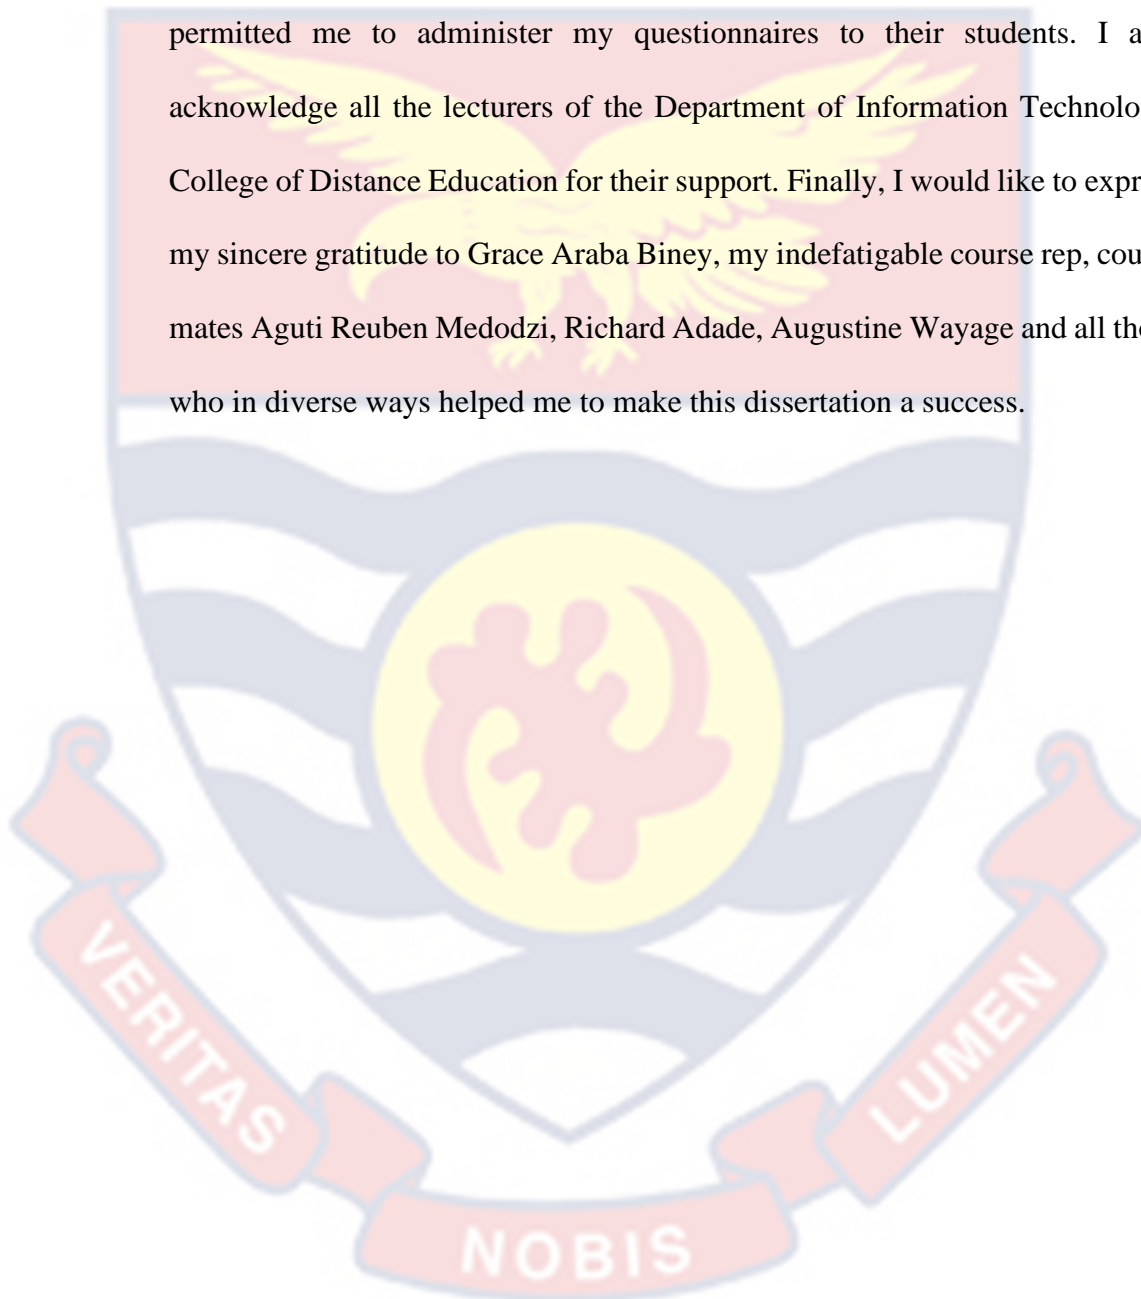 permitted me to administer my questionnaires to their students. I a
acknowledge all the lecturers of the Department of Information Technolo
College of Distance Education for their support. Finally, I would like to expr
my sincere gratitude to Grace Araba Biney, my indefatigable course rep, cou
mates Aguti Reuben Medodzi, Richard Adade, Augustine Wayage and all tho
who in diverse ways helped me to make this dissertation a success.
VERITAS
NOBIS
LUMEN